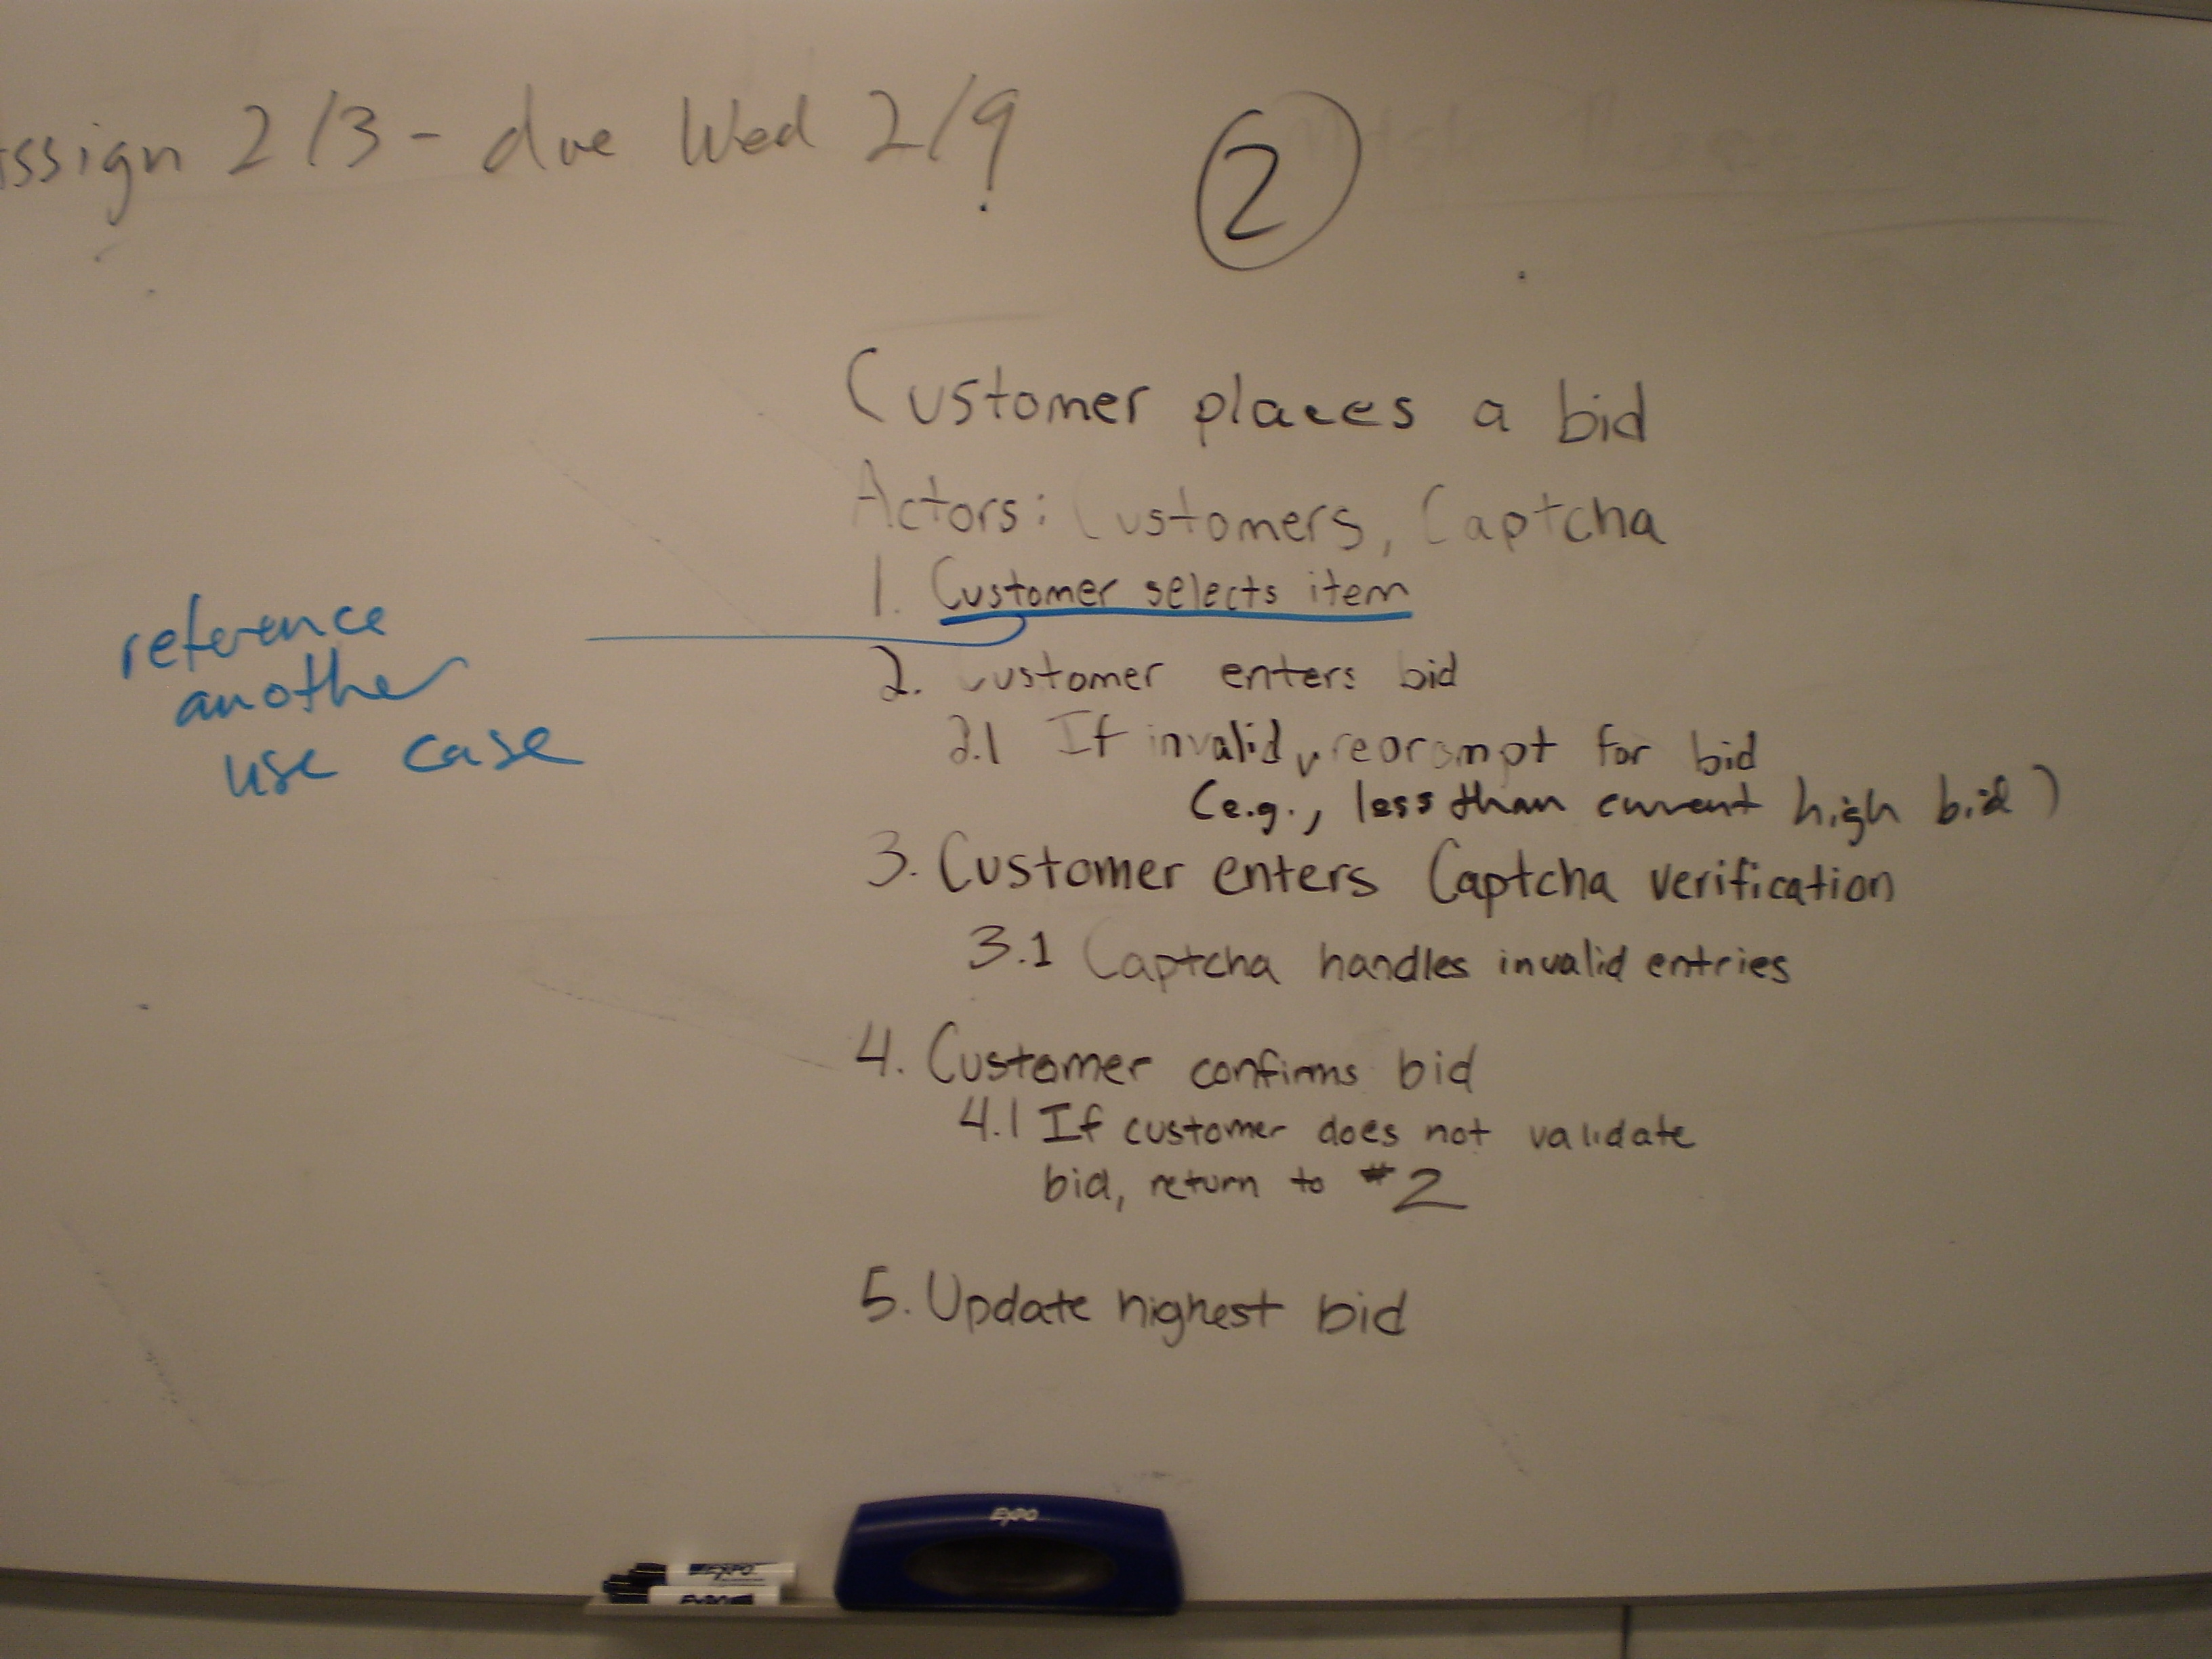 ssign 2/3 - due Wed 2/9
2
Customer places a bid
Actors: Customers, Captcha
1. Customer selects item
reference
another
use case
2. Customer enters bid
2.1 If invalid, reprompt for bid
(e.g., less than current high bid)
3. Customer enters Captcha verification
3.1 Captcha handles invalid entries
4. Customer confirms bid
4.1 If customer does not validate
bid, return to #2
5. Update highest bid
EXPO
EXPO
EXPO